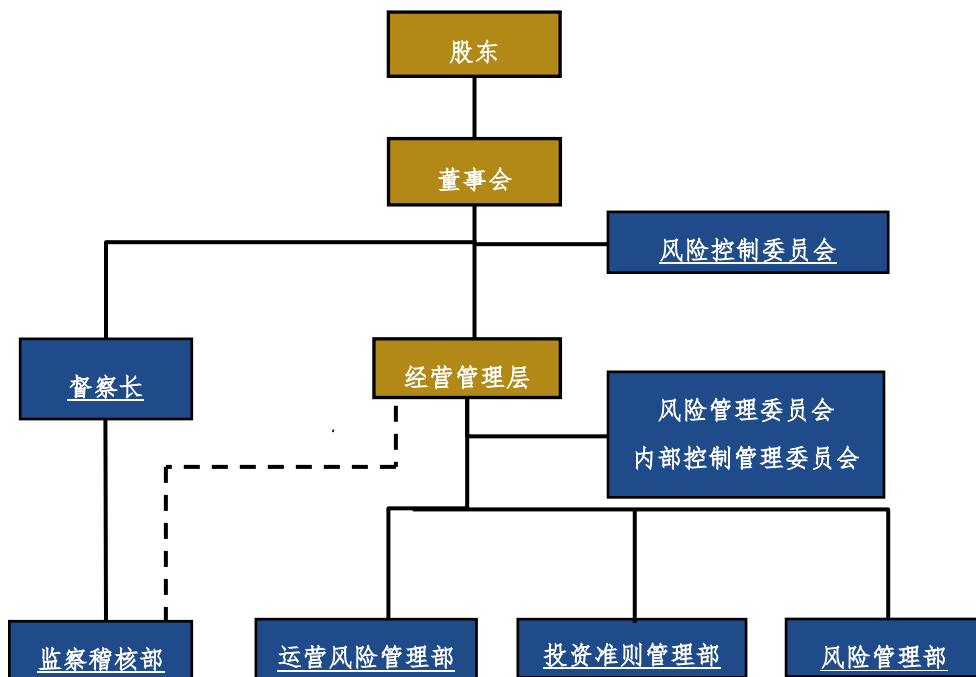 股东
董事会
风险控制委员会
督察长
经营管理层
风险管理委员会
内部控制管理委员会
监察稽核部
运营风险管理部
投资准则管理部
风险管理部